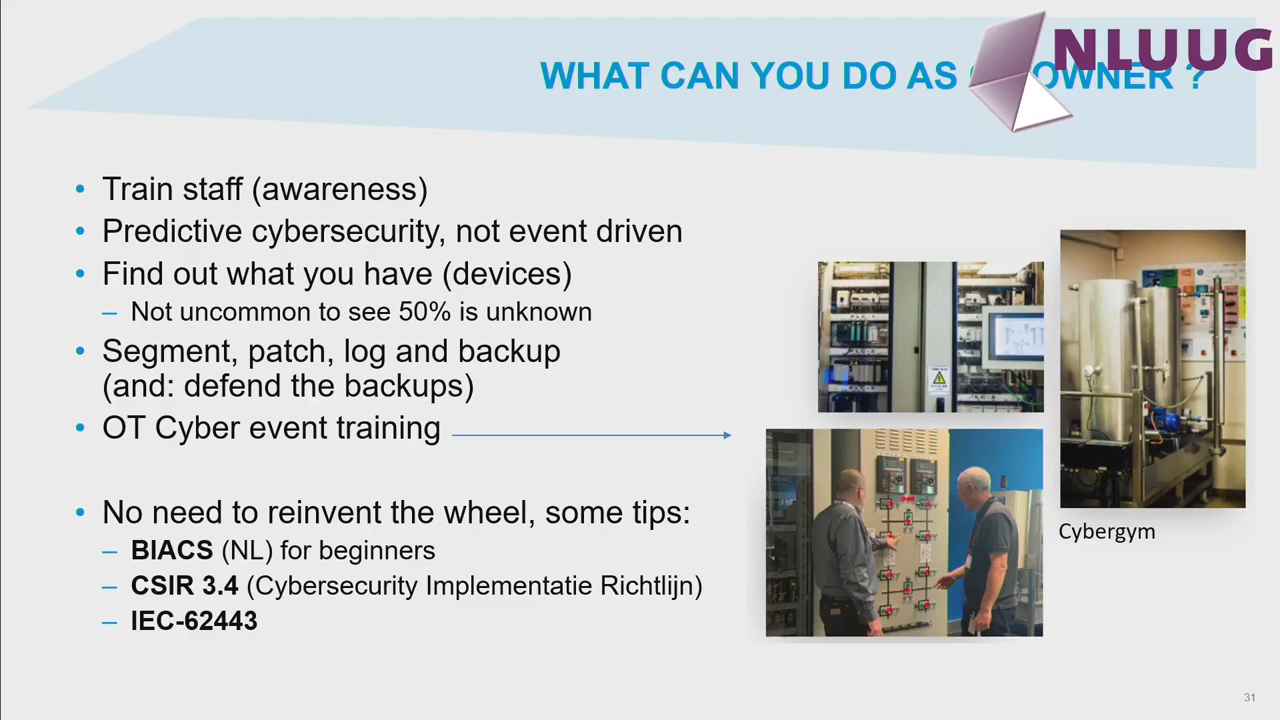 WHAT CAN YOU DO AS OWNER ?
NLUUG
• Train staff (awareness)
• Predictive cybersecurity, not event driven
• Find out what you have (devices)
– Not uncommon to see 50% is unknown
• Segment, patch, log and backup
(and: defend the backups)
• OT Cyber event training
• No need to reinvent the wheel, some tips:
– BIACS (NL) for beginners
– CSIR 3.4 (Cybersecurity Implementatie Richtlijn)
– IEC-62443
Cybergym
31